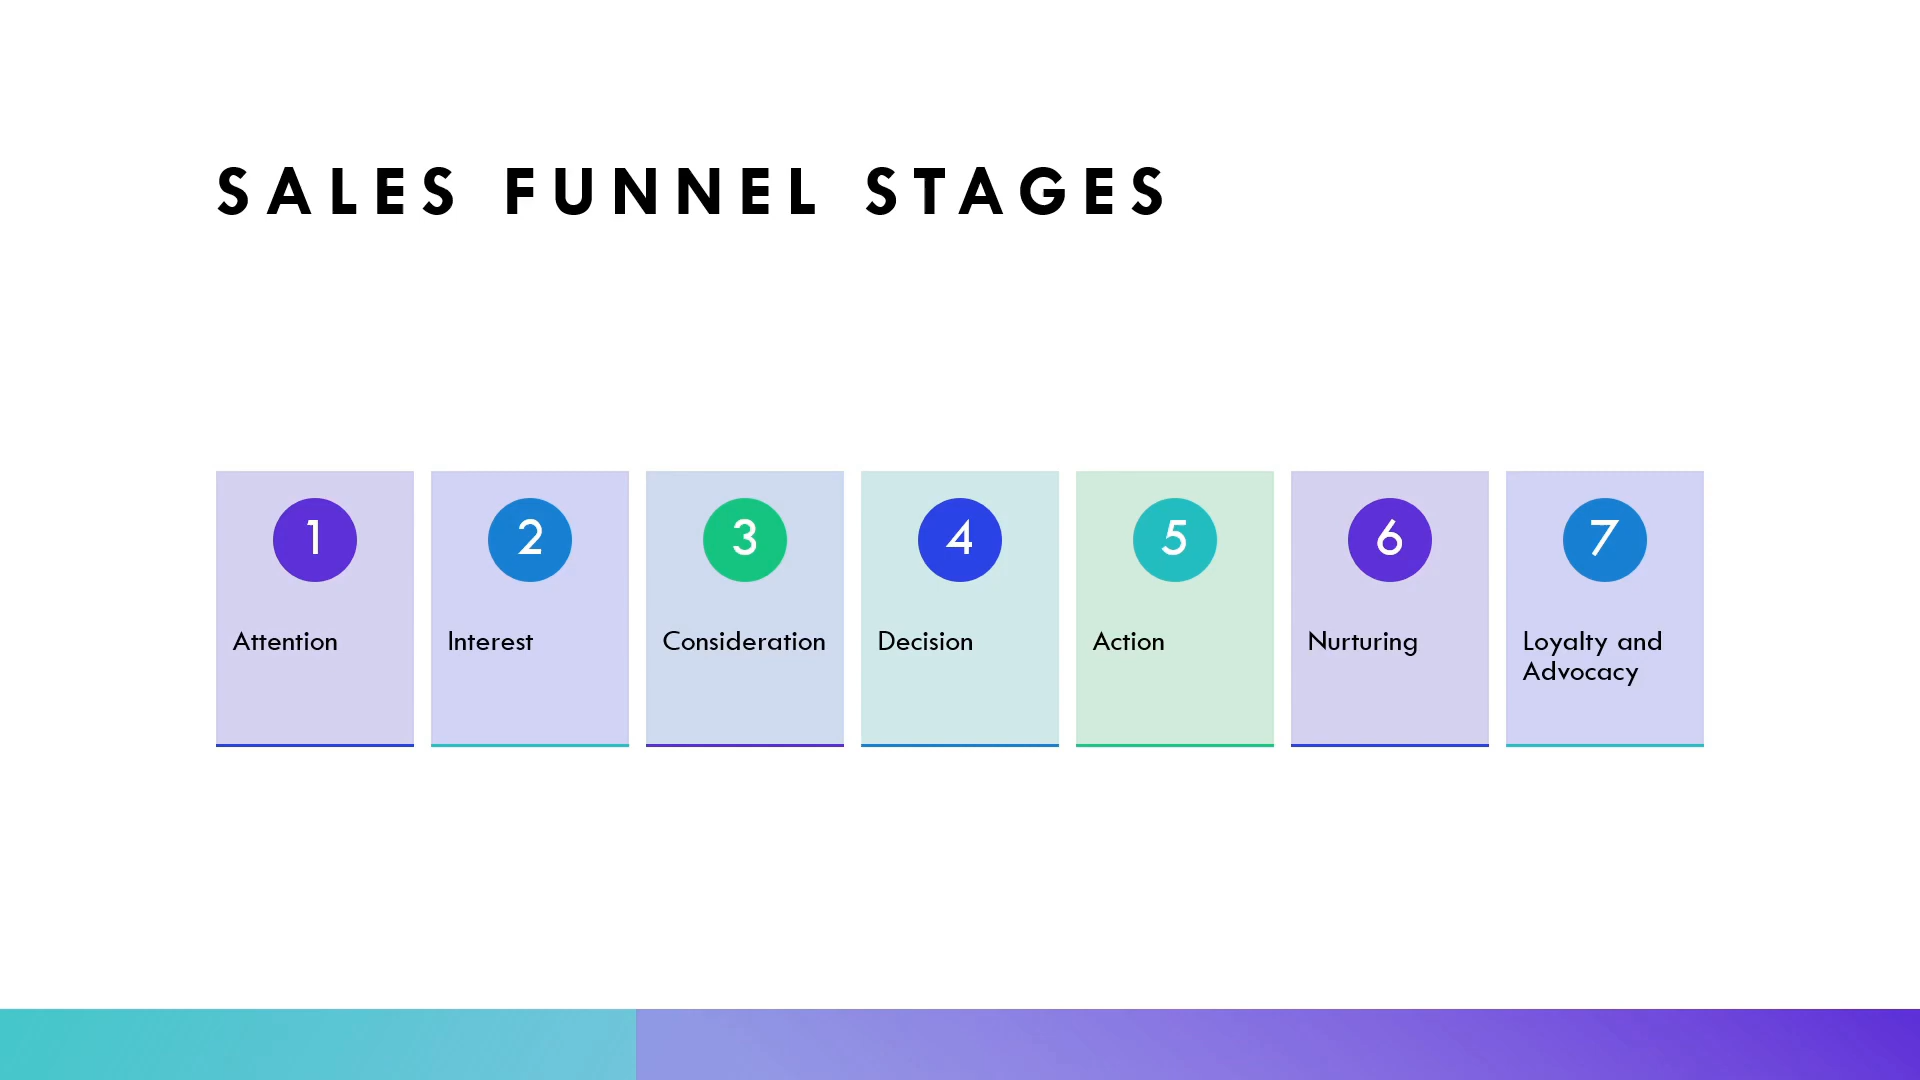 SALES FUNNEL STAGES
1
Attention
2
Interest
3
Consideration
4
Decision
5
Action
6
Nurturing
7
Loyalty and
Advocacy